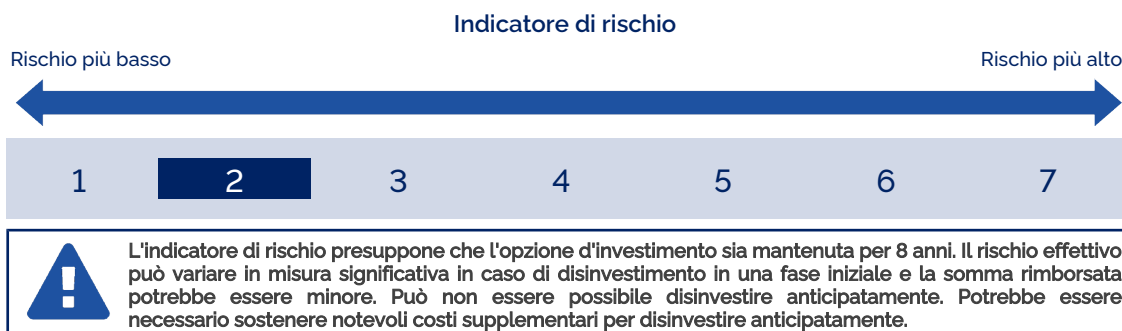 Indicatore di rischio
Rischio più basso
Rischio più alto
1 2 3 4 5 6 7
L'indicatore di rischio presuppone che l'opzione d'investimento sia mantenuta per 8 anni. Il rischio effettivo
può variare in misura significativa in caso di disinvestimento in una fase iniziale e la somma rimborsata
potrebbe essere minore. Può non essere possibile disinvestire anticipatamente. Potrebbe essere
necessario sostenere notevoli costi supplementari per disinvestire anticipatamente.